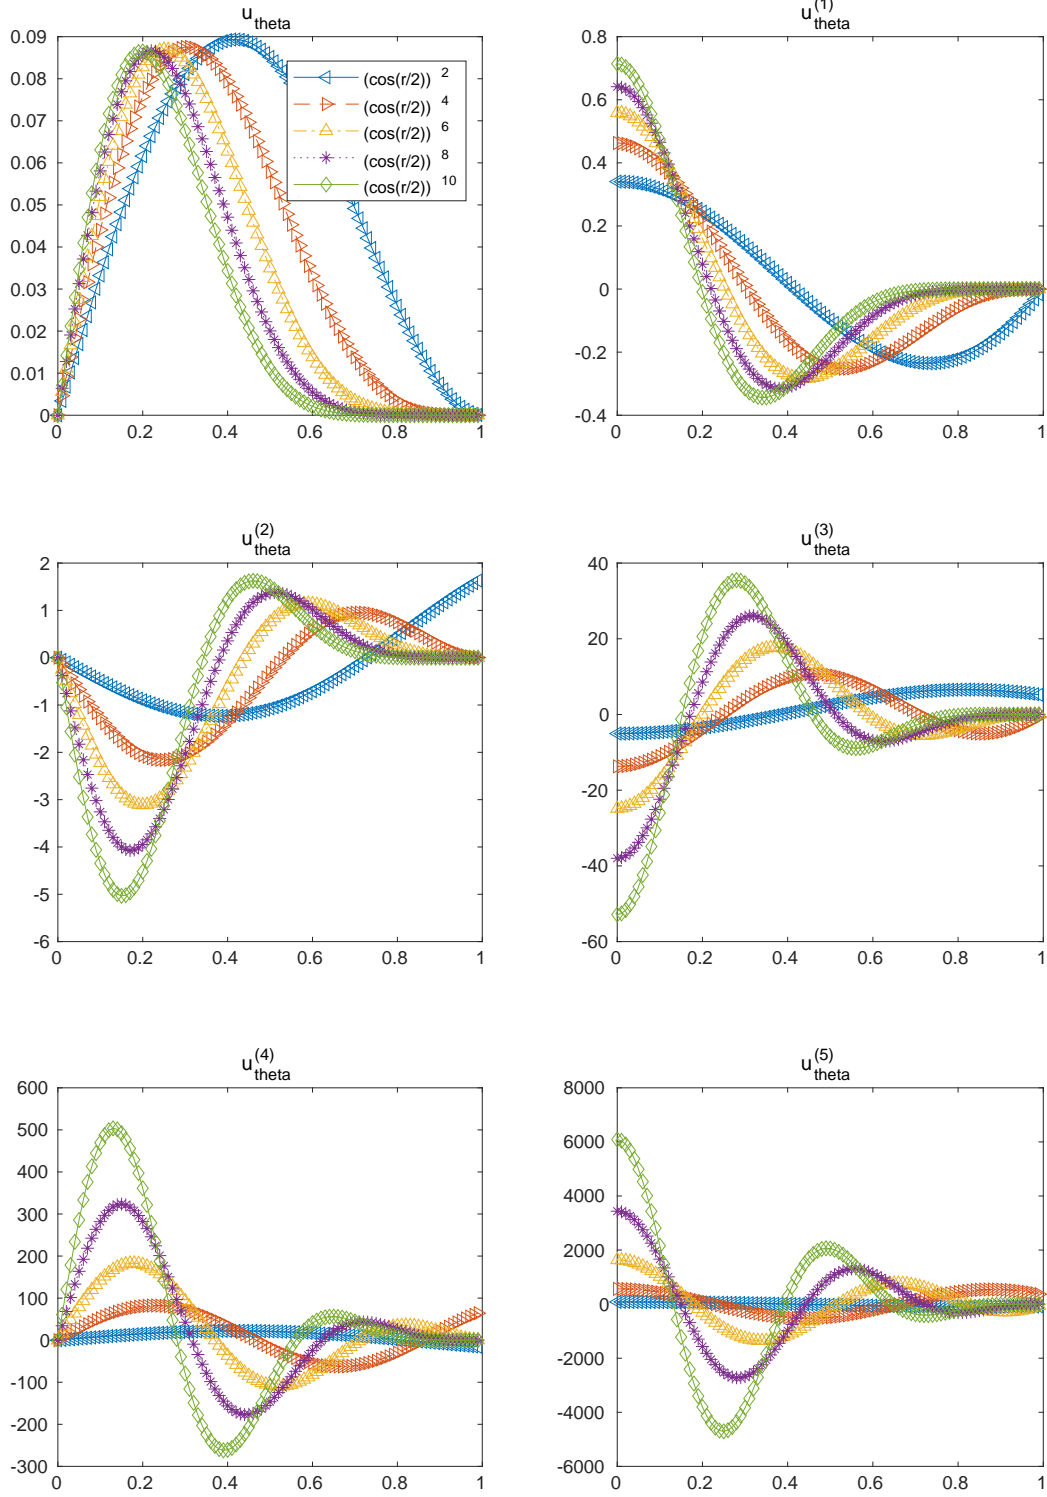 u_theta
0.09
0.08
0.07
0.06
0.05
0.04
0.03
0.02
0.01
0
0 0.2 0.4 0.6 0.8 1
(cos(r/2)) ^2
(cos(r/2)) ^4
(cos(r/2)) ^6
(cos(r/2)) ^8
(cos(r/2)) ^10
u_theta^(1)
0.8
0.6
0.4
0.2
0
-0.2
-0.4
0 0.2 0.4 0.6 0.8 1
u_theta^(2)
2
1
0
-1
-2
-3
-4
-5
-6
0 0.2 0.4 0.6 0.8 1
u_theta^(3)
40
20
0
-20
-40
-60
0 0.2 0.4 0.6 0.8 1
u_theta^(4)
600
500
400
300
200
100
0
-100
-200
-300
0 0.2 0.4 0.6 0.8 1
u_theta^(5)
8000
6000
4000
2000
0
-2000
-4000
-6000
0 0.2 0.4 0.6 0.8 1